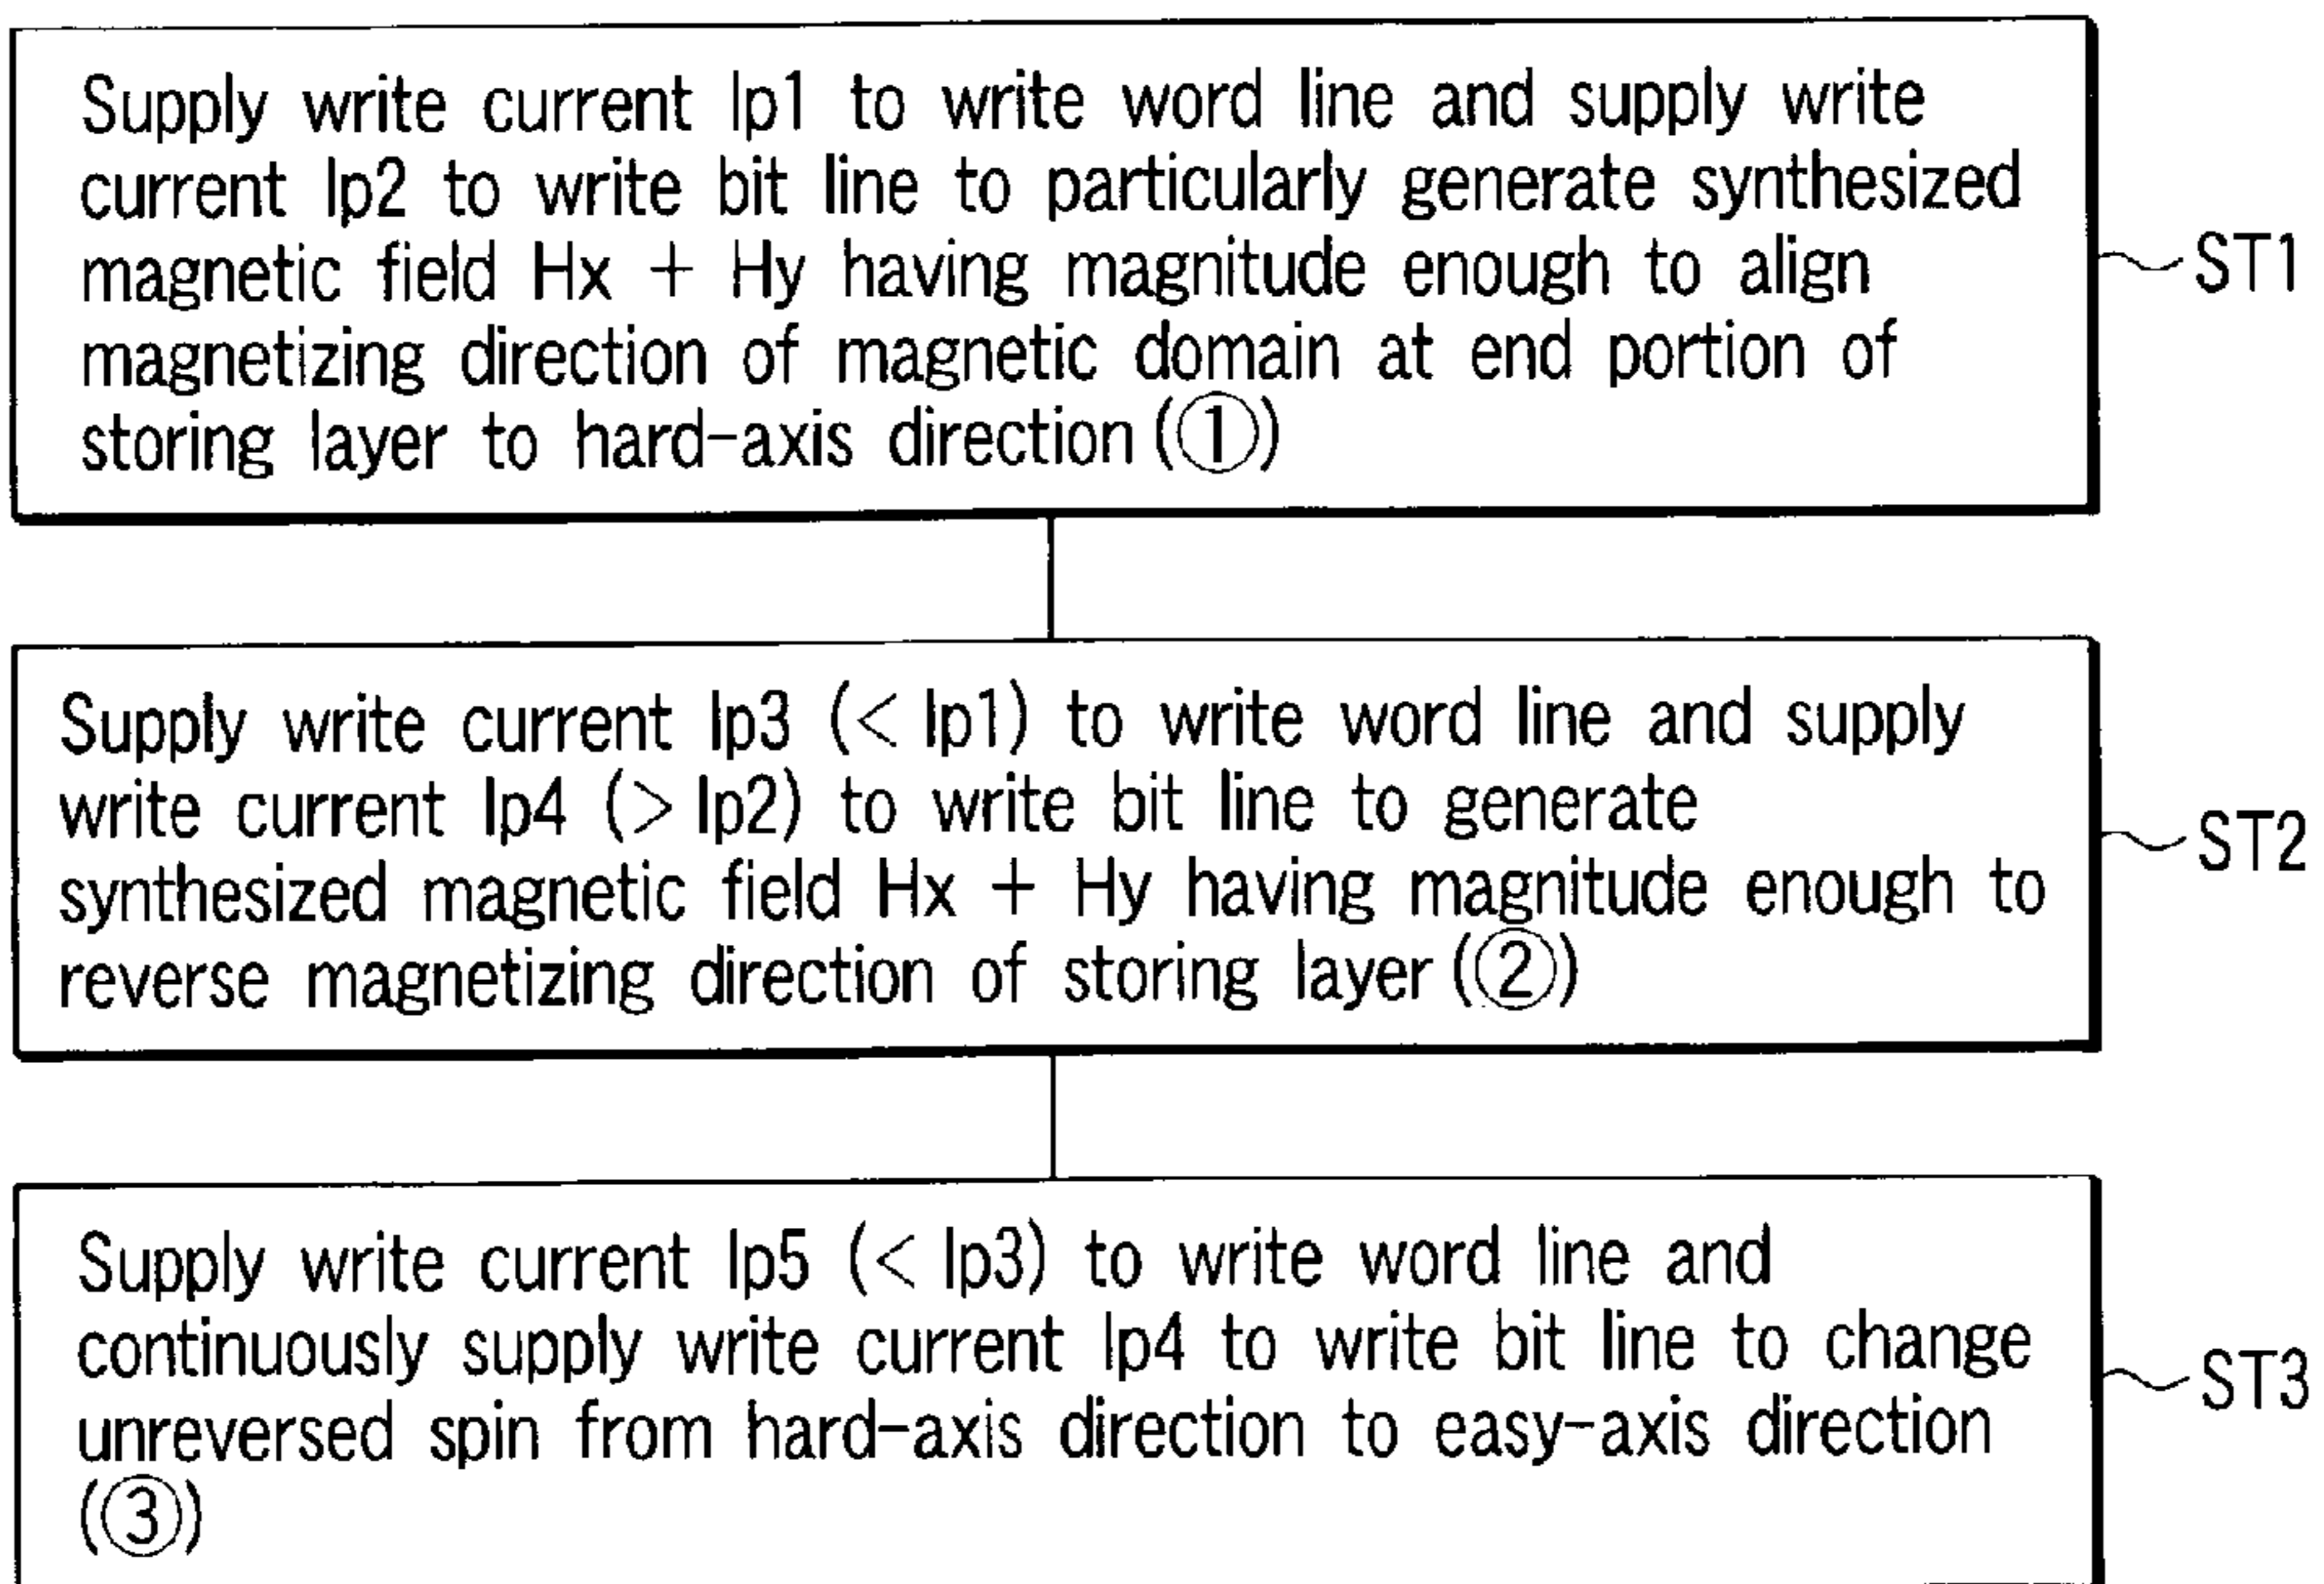 Supply write current Ip1 to write word line and supply write
current Ip2 to write bit line to particularly generate synthesized
magnetic field Hx + Hy having magnitude enough to align
magnetizing direction of magnetic domain at end portion of
storing layer to hard-axis direction (①)
ST1
Supply write current Ip3 (< Ip1) to write word line and supply
write current Ip4 (> Ip2) to write bit line to generate
synthesized magnetic field Hx + Hy having magnitude enough to
reverse magnetizing direction of storing layer (②)
ST2
Supply write current Ip5 (< Ip3) to write word line and
continuously supply write current Ip4 to write bit line to change
unreversed spin from hard-axis direction to easy-axis direction
(③)
ST3